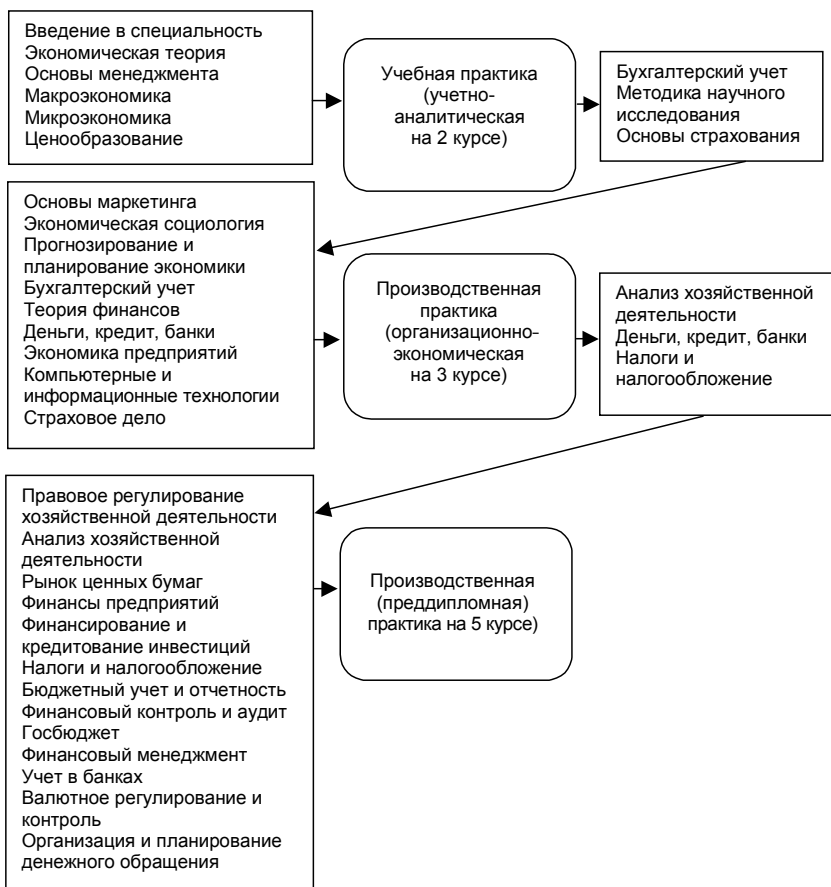 Введение в специальность
Экономическая теория
Основы менеджмента
Макроэкономика
Микроэкономика
Ценообразование
Учебная практика
(учетно-
аналитическая
на 2 курсе)
Бухгалтерский учет
Методика научного
исследования
Основы страхования
Основы маркетинга
Экономическая социология
Прогнозирование и
планирование экономики
Бухгалтерский учет
Теория финансов
Деньги, кредит, банки
Экономика предприятий
Компьютерные и
информационные технологии
Страховое дело
Производственная
практика
(организационно-
экономическая
на 3 курсе)
Анализ хозяйственной
деятельности
Деньги, кредит, банки
Налоги и
налогообложение
Правовое регулирование
хозяйственной деятельности
Анализ хозяйственной
деятельности
Рынок ценных бумаг
Финансы предприятий
Финансирование и
кредитование инвестиций
Налоги и налогообложение
Бюджетный учет и отчетность
Финансовый контроль и аудит
Госбюджет
Финансовый менеджмент
Учет в банках
Валютное регулирование и
контроль
Организация и планирование
денежного обращения
Производственная
(преддипломная)
практика на 5 курсе)